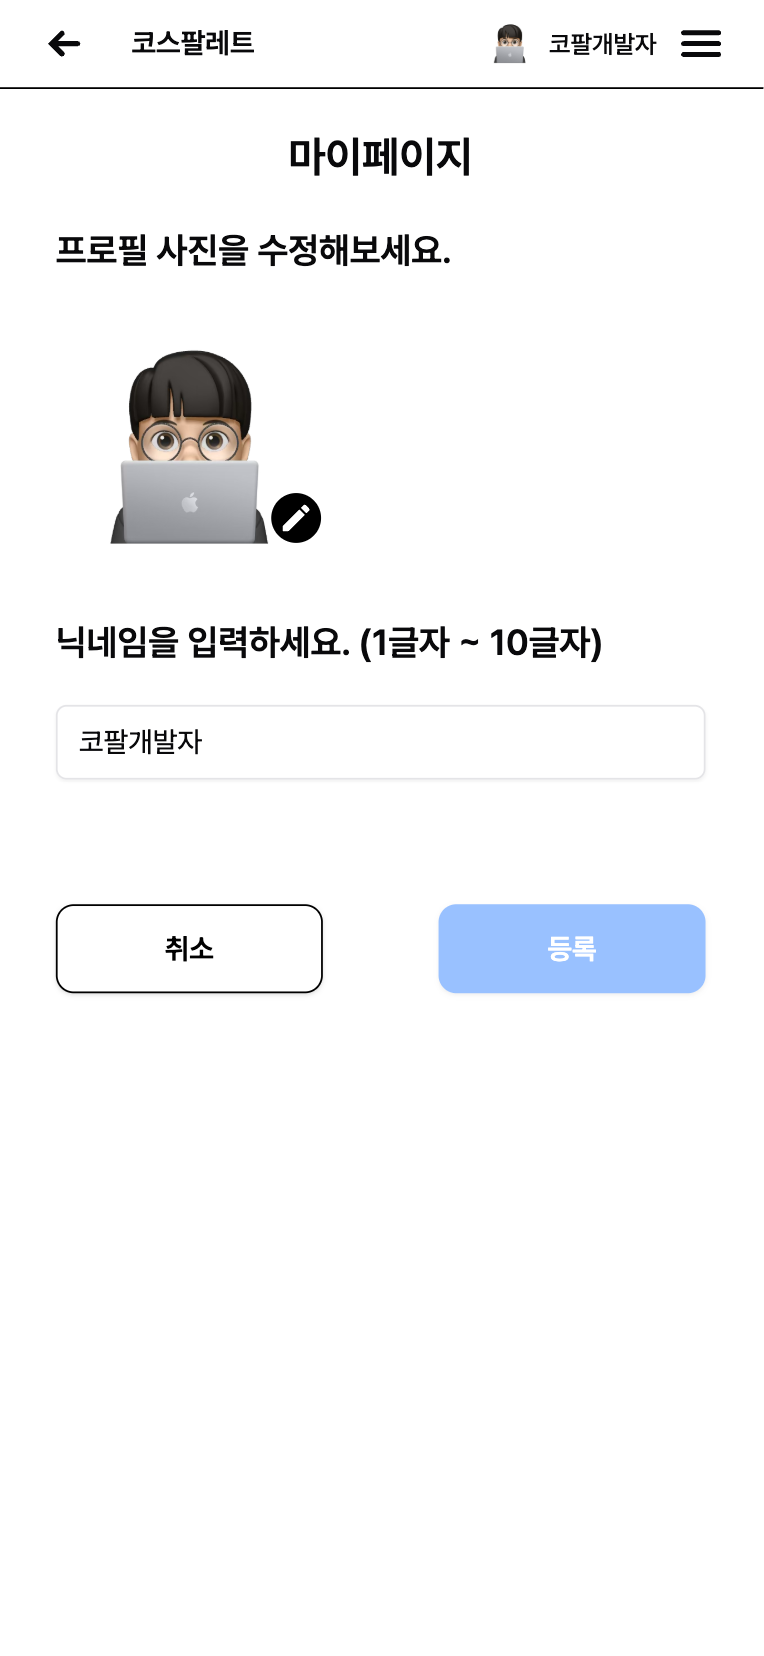 코스팔레트
코팔개발자
마이페이지
프로필 사진을 수정해보세요.
닉네임을 입력하세요. (1글자 ~ 10글자)
코팔개발자
취소
등록